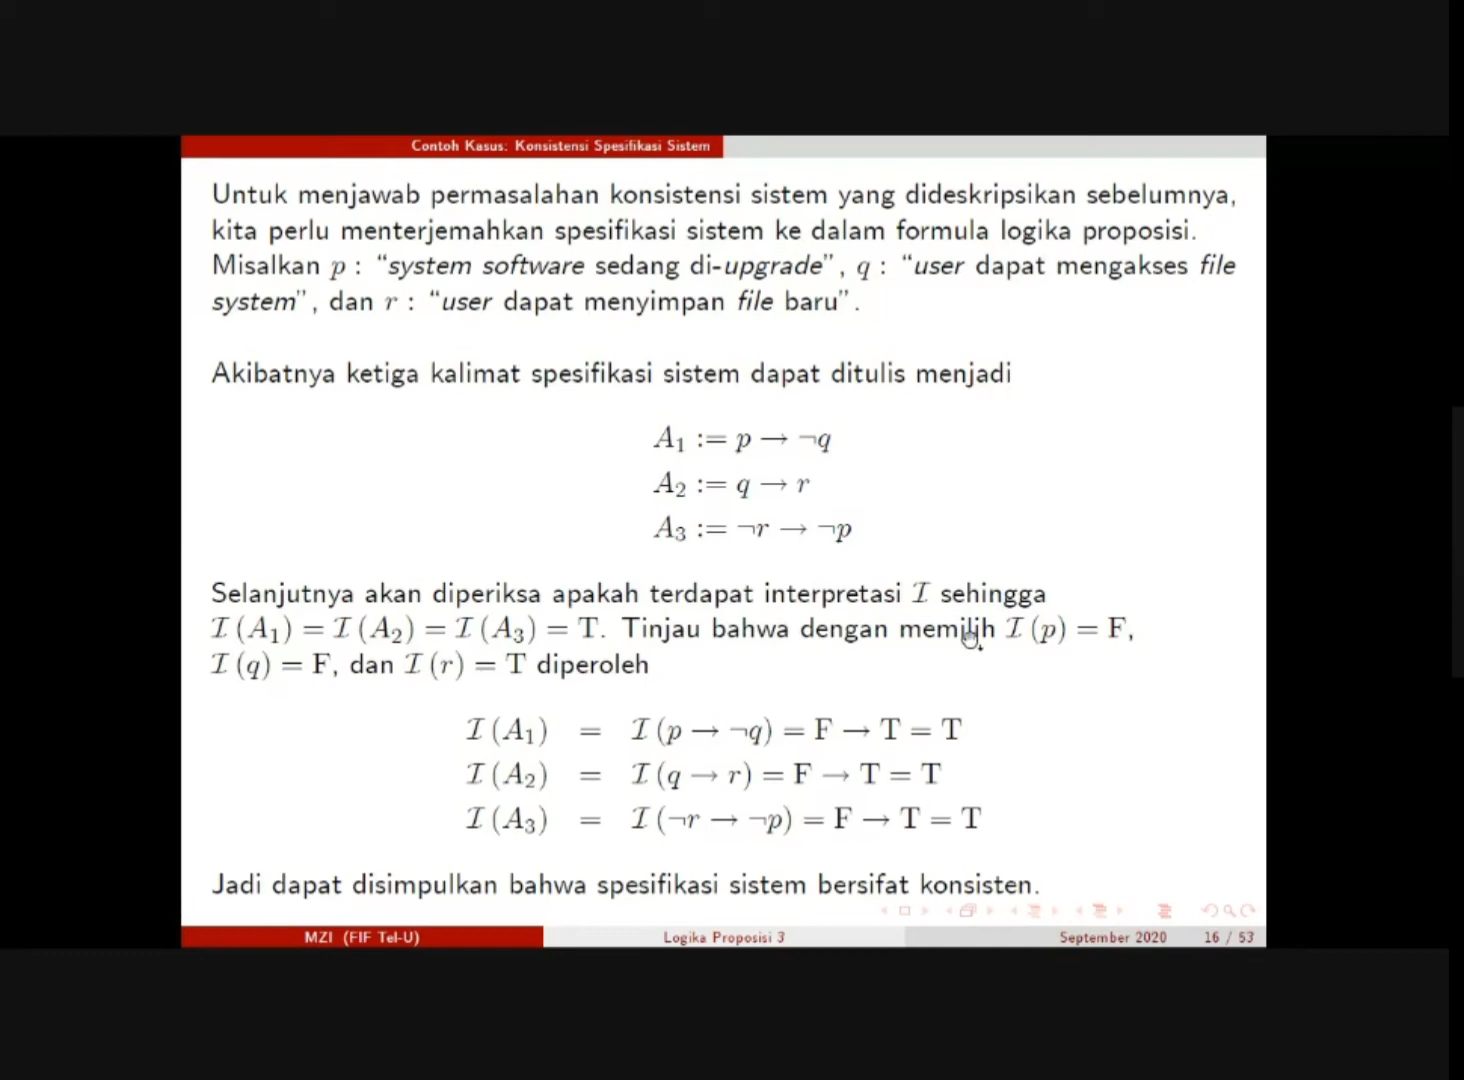 Contoh Kasus: Konsistensi Spesifikasi Sistem
Untuk menjawab permasalahan konsistensi sistem yang dideskripsikan sebelumnya,
kita perlu menterjemahkan spesifikasi sistem ke dalam formula logika proposisi.
Misalkan p : “system software sedang di-upgrade”, q : “user dapat mengakses file
system”, dan r : “user dapat menyimpan file baru”.
Akibatnya ketiga kalimat spesifikasi sistem dapat ditulis menjadi
A₁ := p → ¬q
A₂ := q → r
A₃ := ¬r → ¬p
Selanjutnya akan diperiksa apakah terdapat interpretasi ℐ sehingga
ℐ (A₁) = ℐ (A₂) = ℐ (A₃) = T. Tinjau bahwa dengan memilih ℐ (p) = F,
ℐ (q) = F, dan ℐ (r) = T diperoleh
ℐ (A₁) = ℐ (p → ¬q) = F → T = T
ℐ (A₂) = ℐ (q → r) = F → T = T
ℐ (A₃) = ℐ (¬r → ¬p) = F → T = T
Jadi dapat disimpulkan bahwa spesifikasi sistem bersifat konsisten.
MZI (FIF Tel-U) Logika Proposisi 3 September 2020 16 / 53